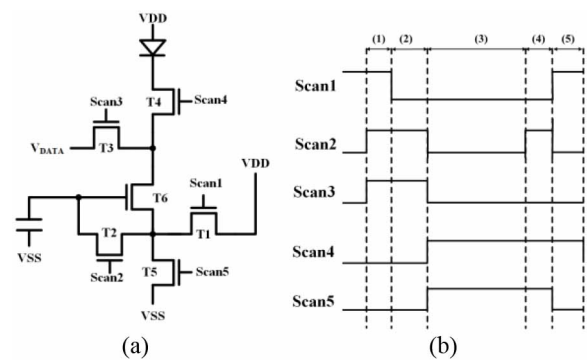 VDD
Scan3
T4
Scan4
V_DATA
T3
T6
Scan1
VDD
T2
T1
VSS
Scan2
T5
Scan5
VSS
(a)
(1) (2) (3) (4) (5)
Scan1
Scan2
Scan3
Scan4
Scan5
(b)